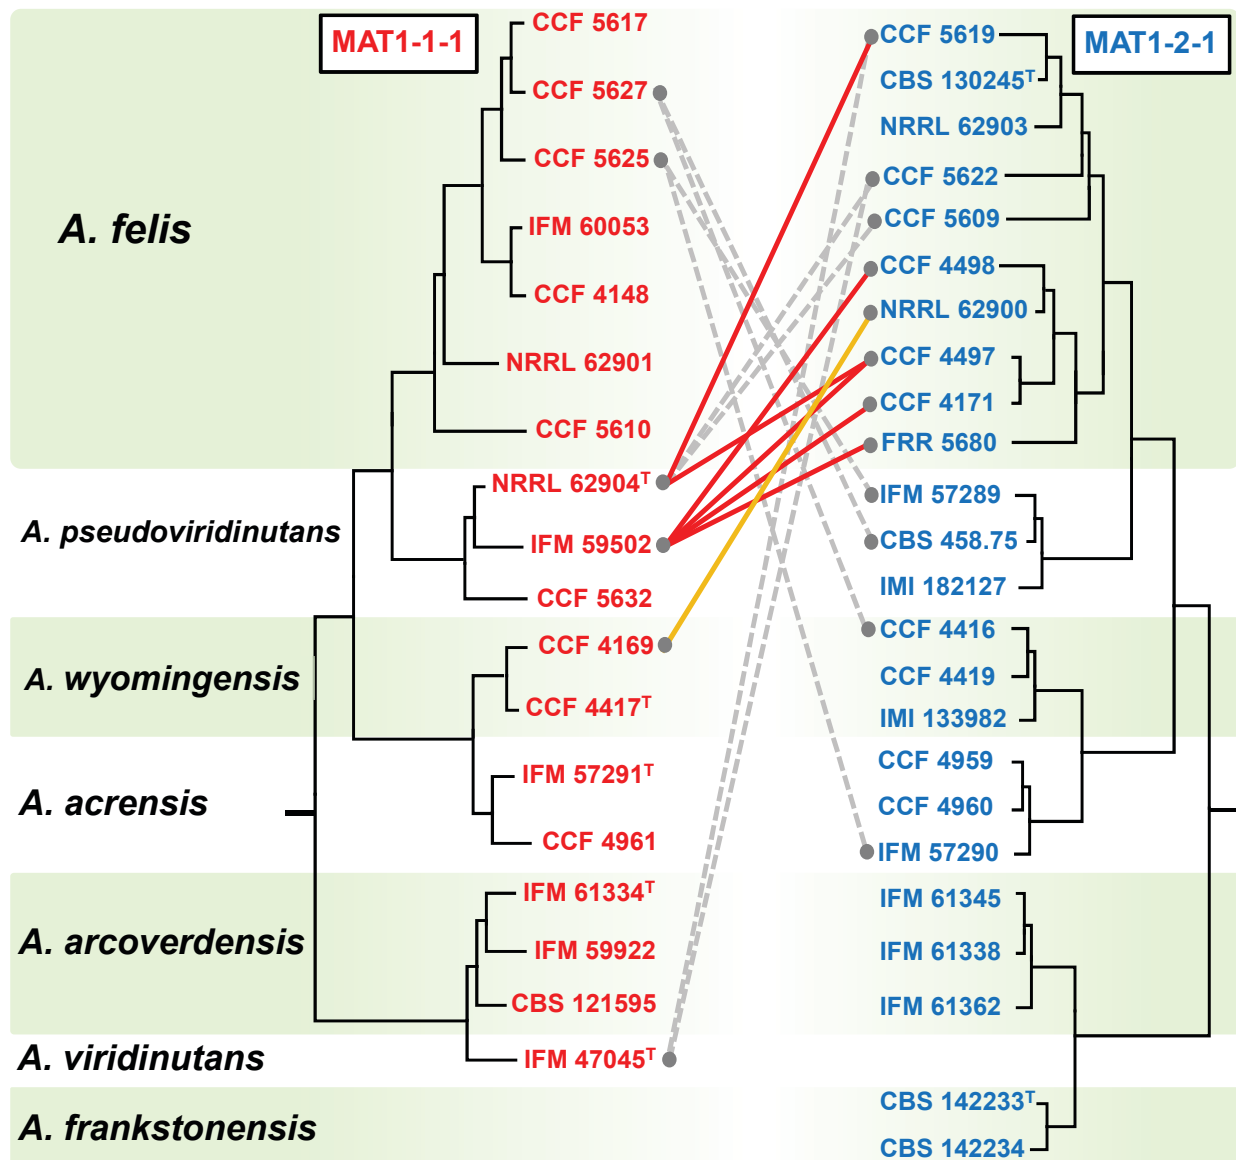 MAT1-1-1
MAT1-2-1
A. felis
CCF 5617
CCF 5627
CCF 5625
IFM 60053
CCF 4148
NRRL 62901
CCF 5610
A. pseudoviridinutans
NRRL 62904T
IFM 59502
CCF 5632
A. wyomingensis
CCF 4169
CCF 4417T
A. acrensis
IFM 57291T
CCF 4961
A. arcoverdensis
IFM 61334T
IFM 59922
CBS 121595
A. viridinutans
IFM 47045T
A. frankstonensis
CCF 5619
CBS 130245T
NRRL 62903
CCF 5622
CCF 5609
CCF 4498
NRRL 62900
CCF 4497
CCF 4171
FRR 5680
IFM 57289
CBS 458.75
IMI 182127
CCF 4416
CCF 4419
IMI 133982
CCF 4959
CCF 4960
IFM 57290
IFM 61345
IFM 61338
IFM 61362
CBS 142233T
CBS 142234